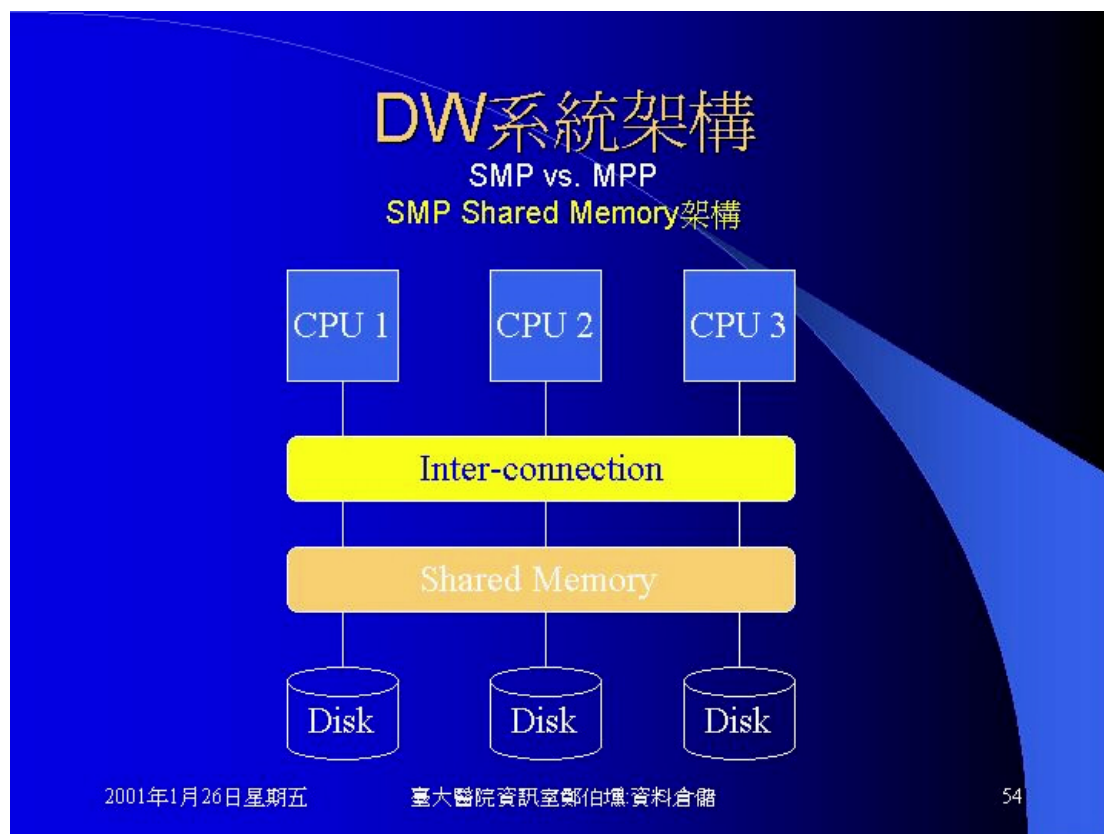 DW系統架構
SMP vs. MPP
SMP Shared Memory架構
CPU 1 CPU 2 CPU 3
Inter-connection
Shared Memory
Disk Disk Disk
2001年1月26日星期五 臺大醫院資訊室鄭伯壎:資料倉儲 54